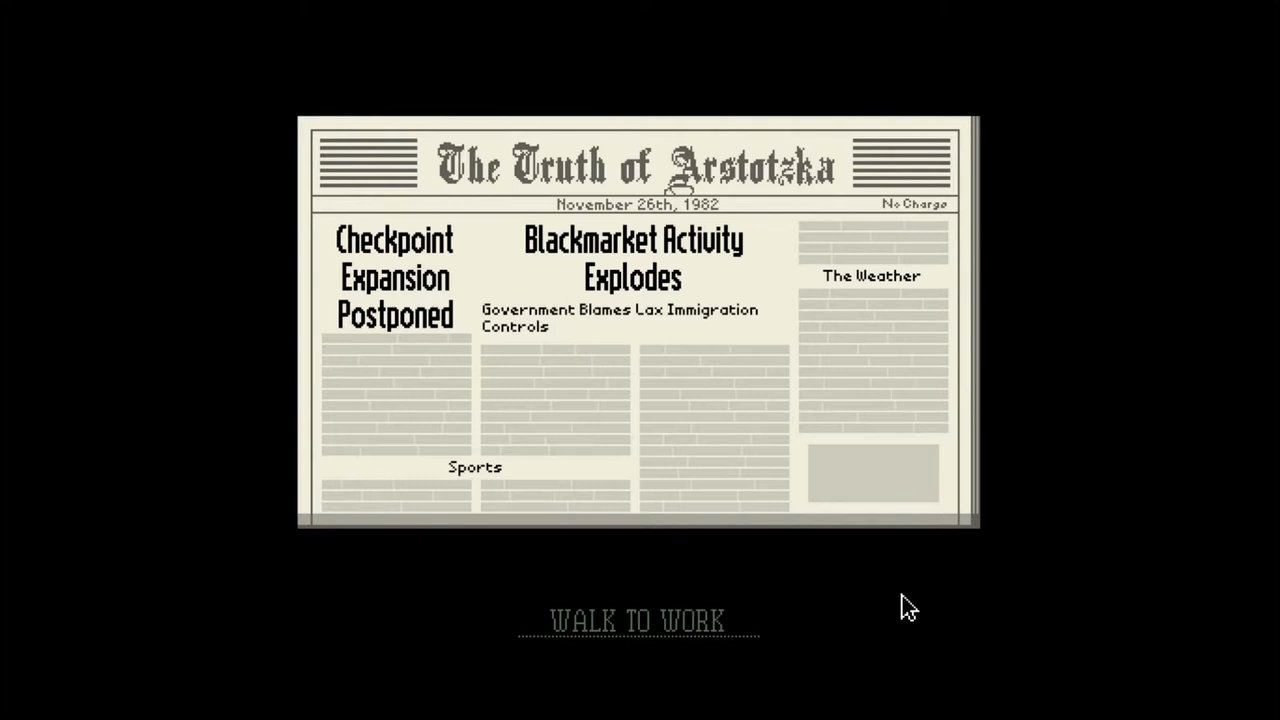 The Truth of Arstotzka
November 26th, 1982
No Charge
Checkpoint
Expansion
Postponed
Blackmarket Activity
Explodes
Government Blames Lax Immigration
Controls
The Weather
Sports
WALK TO WORK